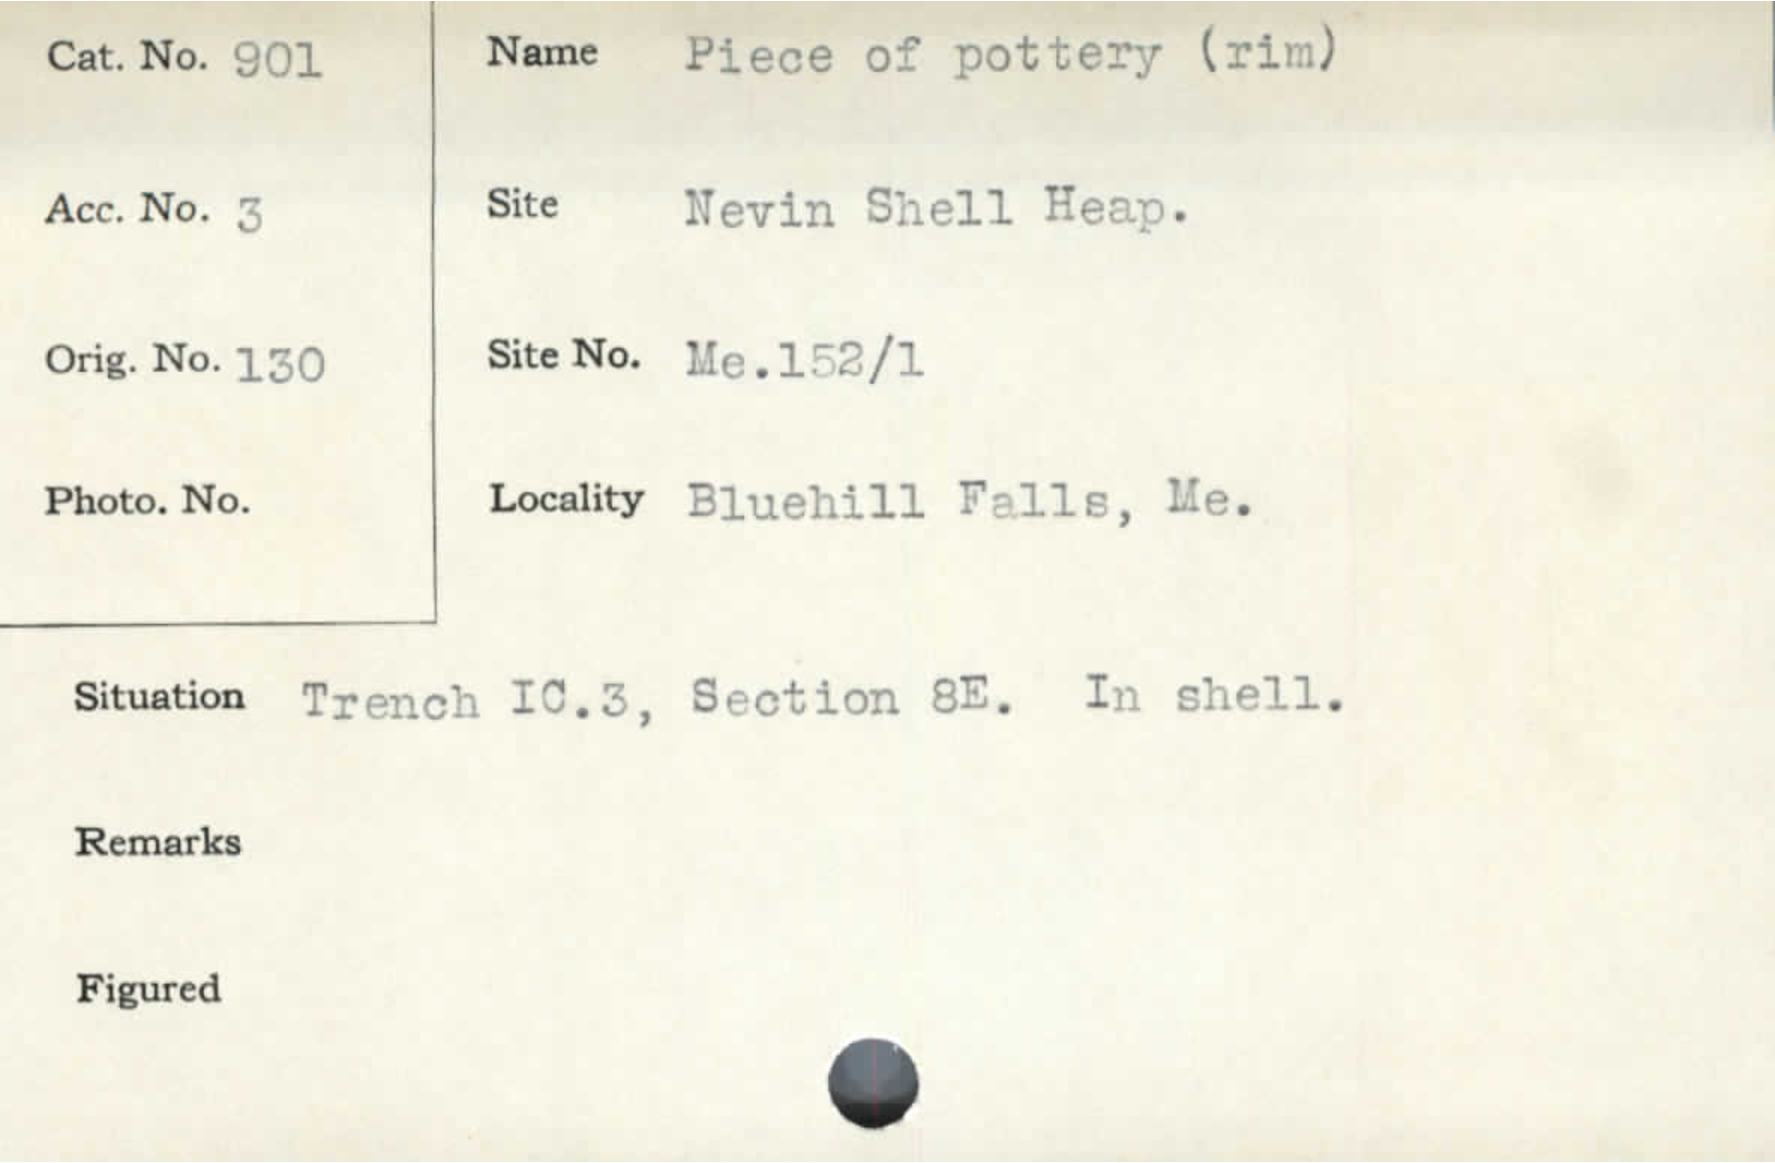 Cat. No. 901
Name Piece of pottery (rim)
Acc. No. 3
Site Nevin Shell Heap.
Orig. No. 130
Site No. Me.152/1
Photo. No.
Locality Bluehill Falls, Me.
Situation Trench IC.3, Section 8E. In shell.
Remarks
Figured